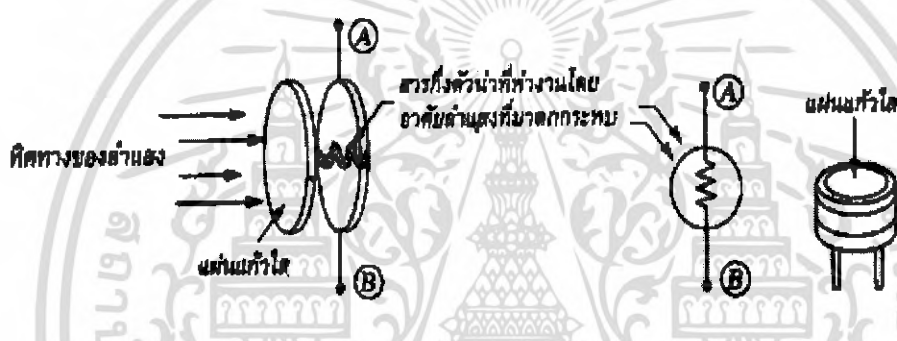 Ⓐ
สารกึ่งตัวนำที่ทำงานโดย
อาศัยลำแสงที่มาตกกระทบ
Ⓐ
แผ่นแก้วใส
ทิศทางของลำแสง
แผ่นแก้วใส
Ⓑ
Ⓑ